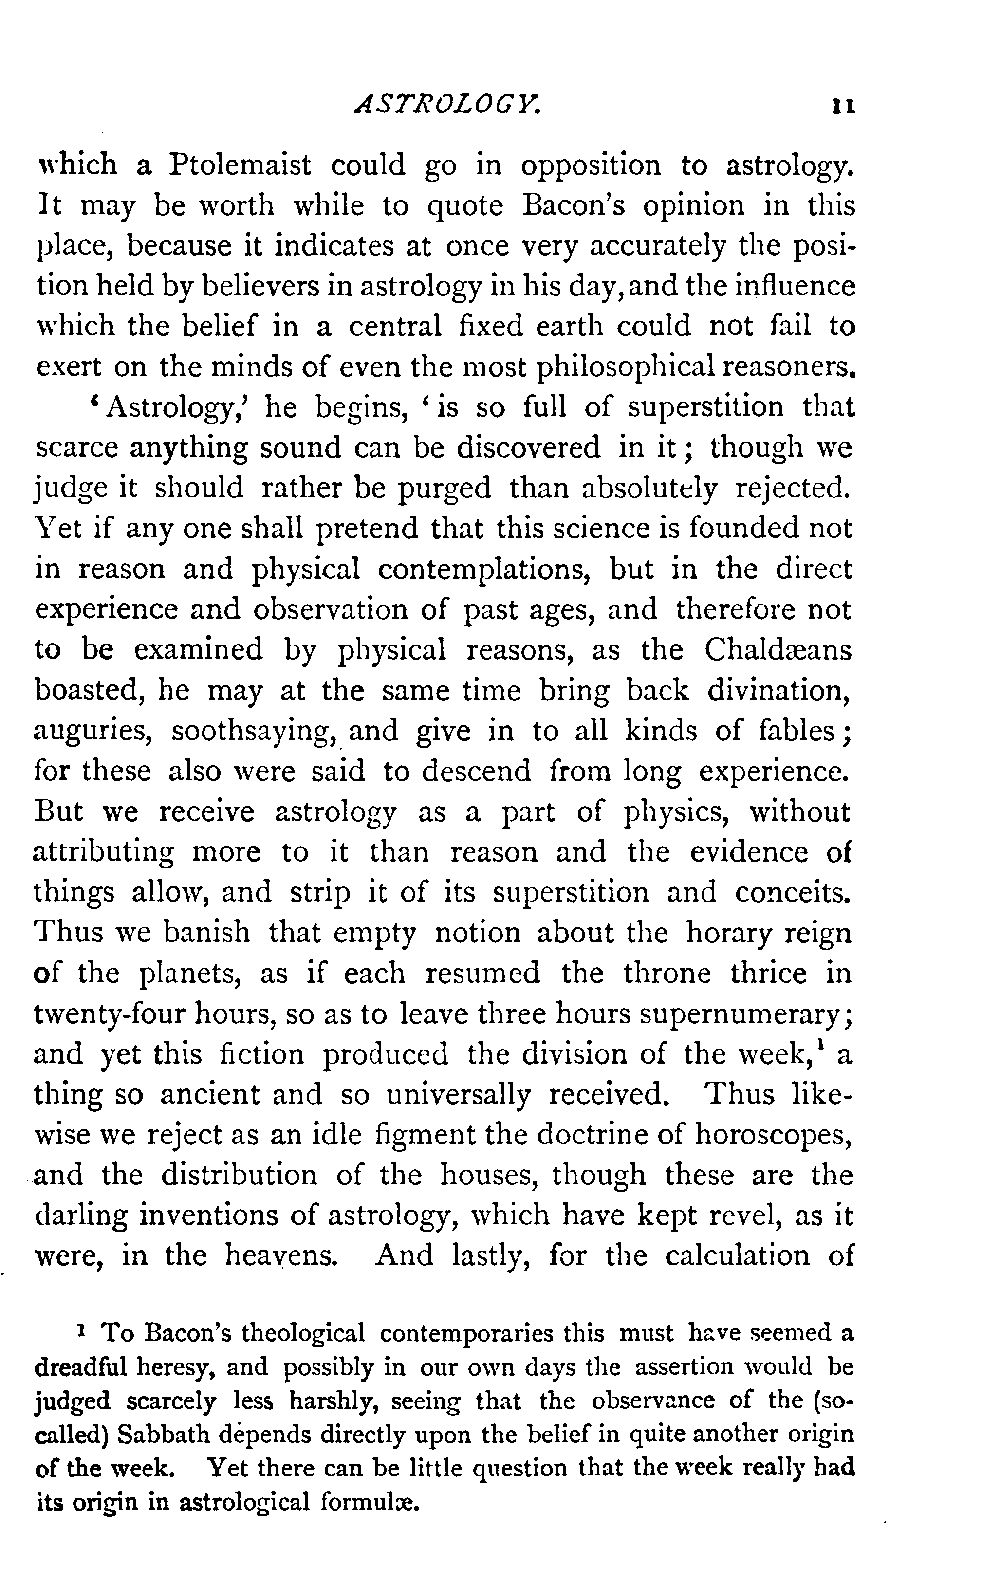 ASTROLOGY. 11
which a Ptolemaist could go in opposition to astrology.
It may be worth while to quote Bacon's opinion in this
place, because it indicates at once very accurately the posi-
tion held by believers in astrology in his day, and the influence
which the belief in a central fixed earth could not fail to
exert on the minds of even the most philosophical reasoners.
‘Astrology,’ he begins, ‘is so full of superstition that
scarce anything sound can be discovered in it; though we
judge it should rather be purged than absolutely rejected.
Yet if any one shall pretend that this science is founded not
in reason and physical contemplations, but in the direct
experience and observation of past ages, and therefore not
to be examined by physical reasons, as the Chaldæans
boasted, he may at the same time bring back divination,
auguries, soothsaying, and give in to all kinds of fables;
for these also were said to descend from long experience.
But we receive astrology as a part of physics, without
attributing more to it than reason and the evidence of
things allow, and strip it of its superstition and conceits.
Thus we banish that empty notion about the horary reign
of the planets, as if each resumed the throne thrice in
twenty-four hours, so as to leave three hours supernumerary;
and yet this fiction produced the division of the week,¹ a
thing so ancient and so universally received. Thus like-
wise we reject as an idle figment the doctrine of horoscopes,
and the distribution of the houses, though these are the
darling inventions of astrology, which have kept revel, as it
were, in the heavens. And lastly, for the calculation of
¹ To Bacon's theological contemporaries this must have seemed a
dreadful heresy, and possibly in our own days the assertion would be
judged scarcely less harshly, seeing that the observance of the (so-
called) Sabbath depends directly upon the belief in quite another origin
of the week. Yet there can be little question that the week really had
its origin in astrological formulæ.